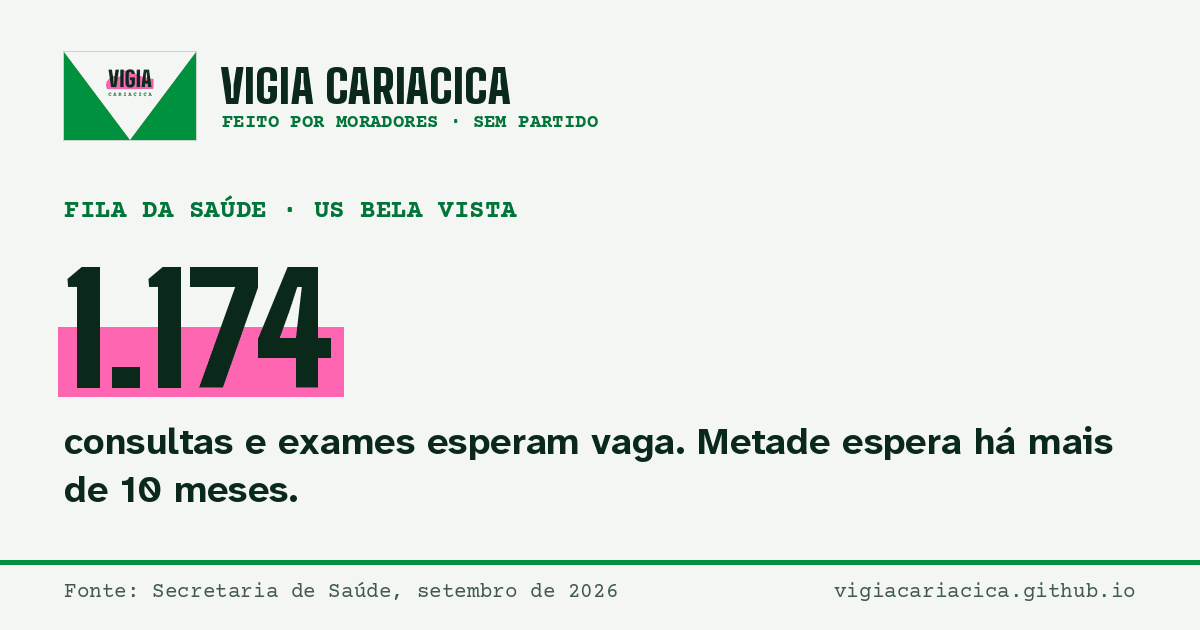 VIGIA
CARIACICA
VIGIA CARIACICA
FEITO POR MORADORES · SEM PARTIDO
FILA DA SAÚDE · US BELA VISTA
1.174
consultas e exames esperam vaga. Metade espera há mais
de 10 meses.
Fonte: Secretaria de Saúde, setembro de 2026
vigiacariacica.github.io